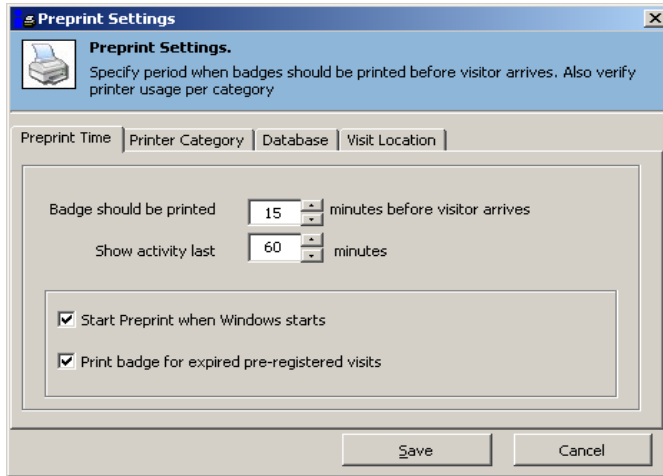 Preprint Settings
Preprint Settings.
Specify period when badges should be printed before visitor arrives. Also verify
printer usage per category
Preprint Time Printer Category Database Visit Location
Badge should be printed 15 minutes before visitor arrives
Show activity last 60 minutes
Start Preprint when Windows starts
Print badge for expired pre-registered visits
Save Cancel